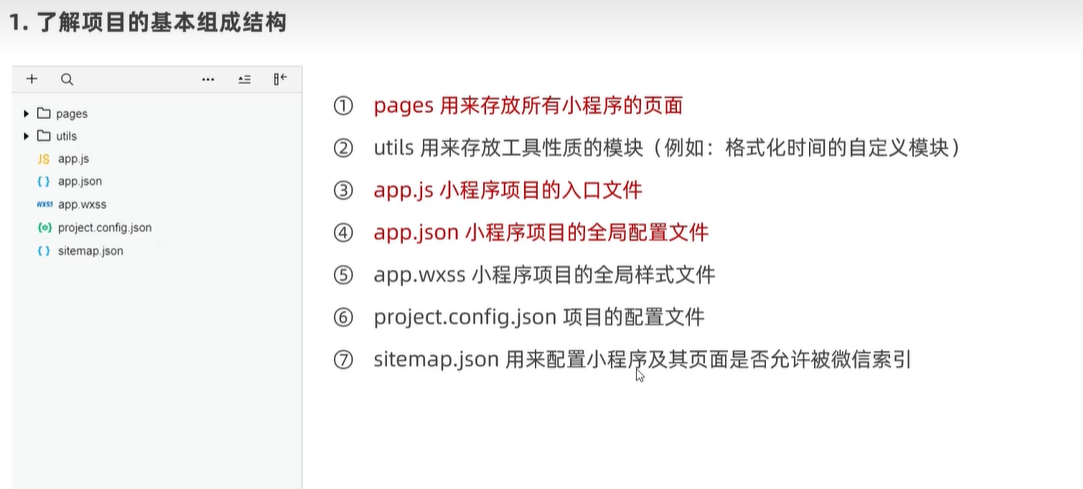 1. 了解项目的基本组成结构
pages
utils
JS app.js
{ } app.json
wxss app.wxss
{o} project.config.json
{ } sitemap.json
① pages 用来存放所有小程序的页面
② utils 用来存放工具性质的模块（例如：格式化时间的自定义模块）
③ app.js 小程序项目的入口文件
④ app.json 小程序项目的全局配置文件
⑤ app.wxss 小程序项目的全局样式文件
⑥ project.config.json 项目的配置文件
⑦ sitemap.json 用来配置小程序及其页面是否允许被微信索引